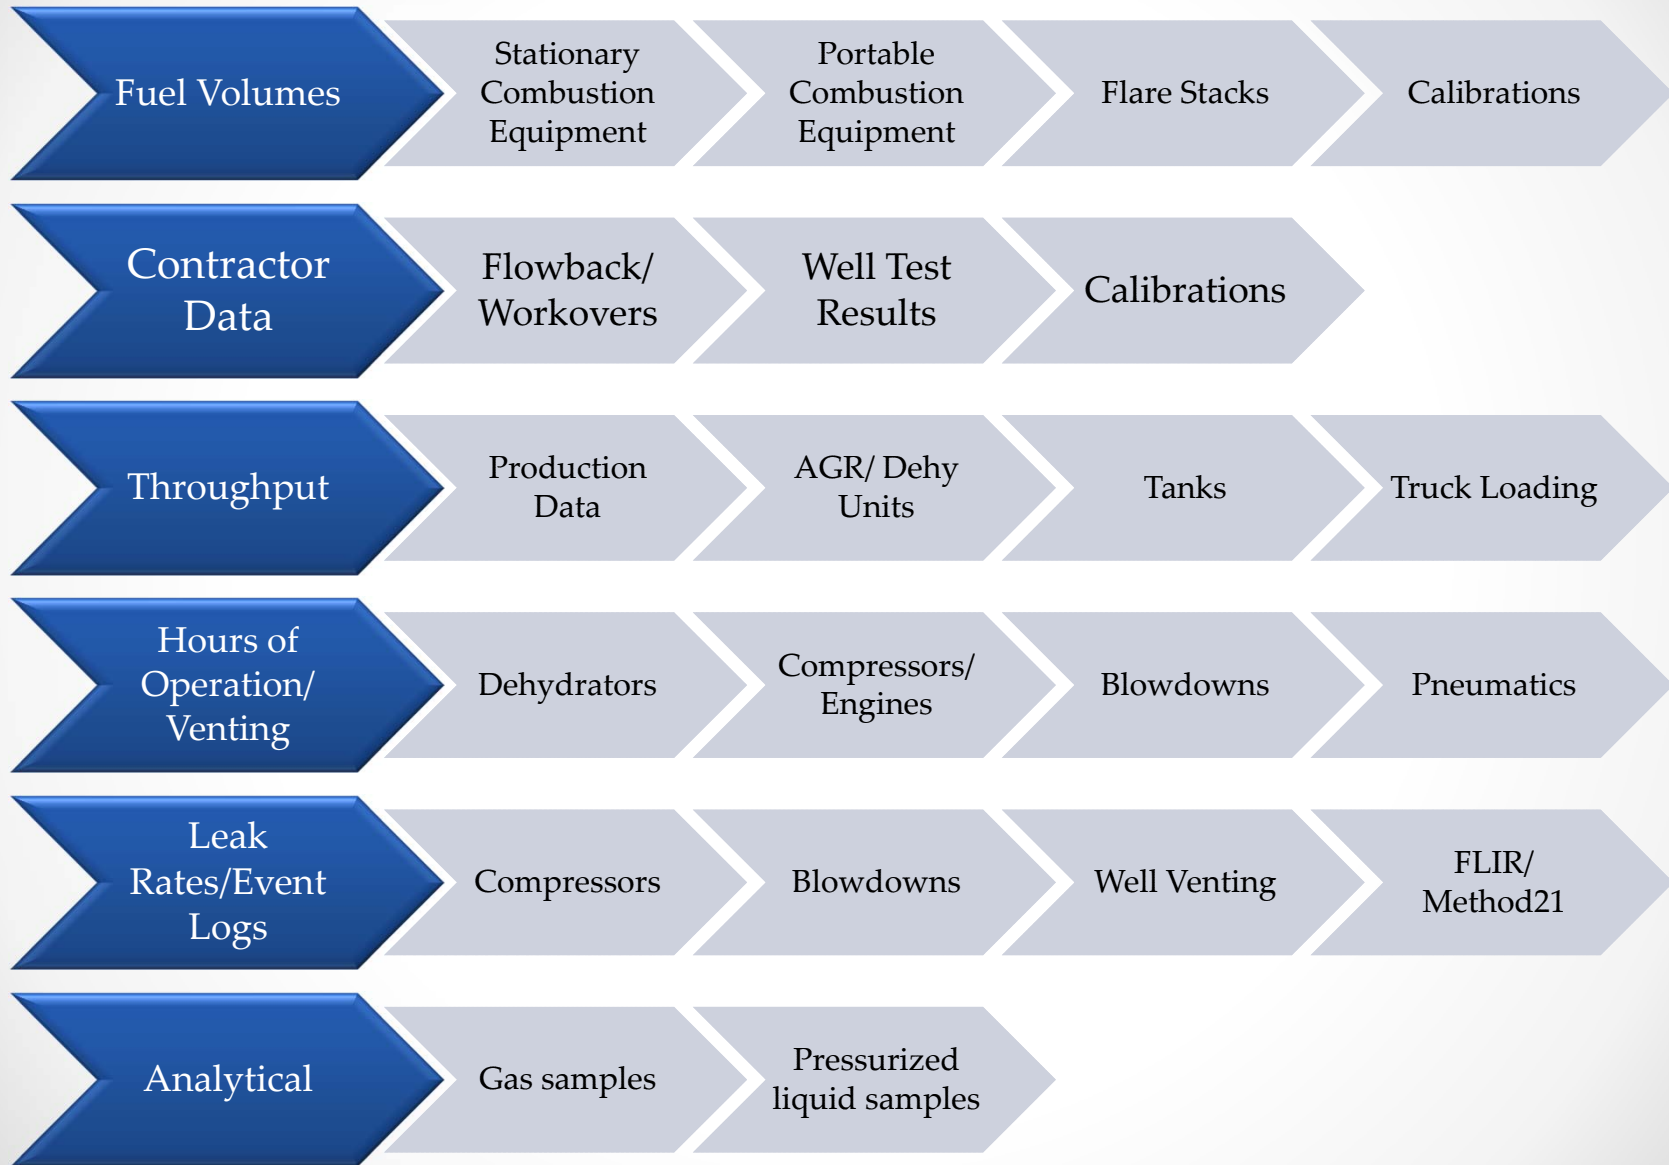 Fuel Volumes
Stationary
Combustion
Equipment
Portable
Combustion
Equipment
Flare Stacks
Calibrations
Contractor
Data
Flowback/
Workovers
Well Test
Results
Calibrations
Throughput
Production
Data
AGR/ Dehy
Units
Tanks
Truck Loading
Hours of
Operation/
Venting
Dehydrators
Compressors/
Engines
Blowdowns
Pneumatics
Leak
Rates/Event
Logs
Compressors
Blowdowns
Well Venting
FLIR/
Method21
Analytical
Gas samples
Pressurized
liquid samples